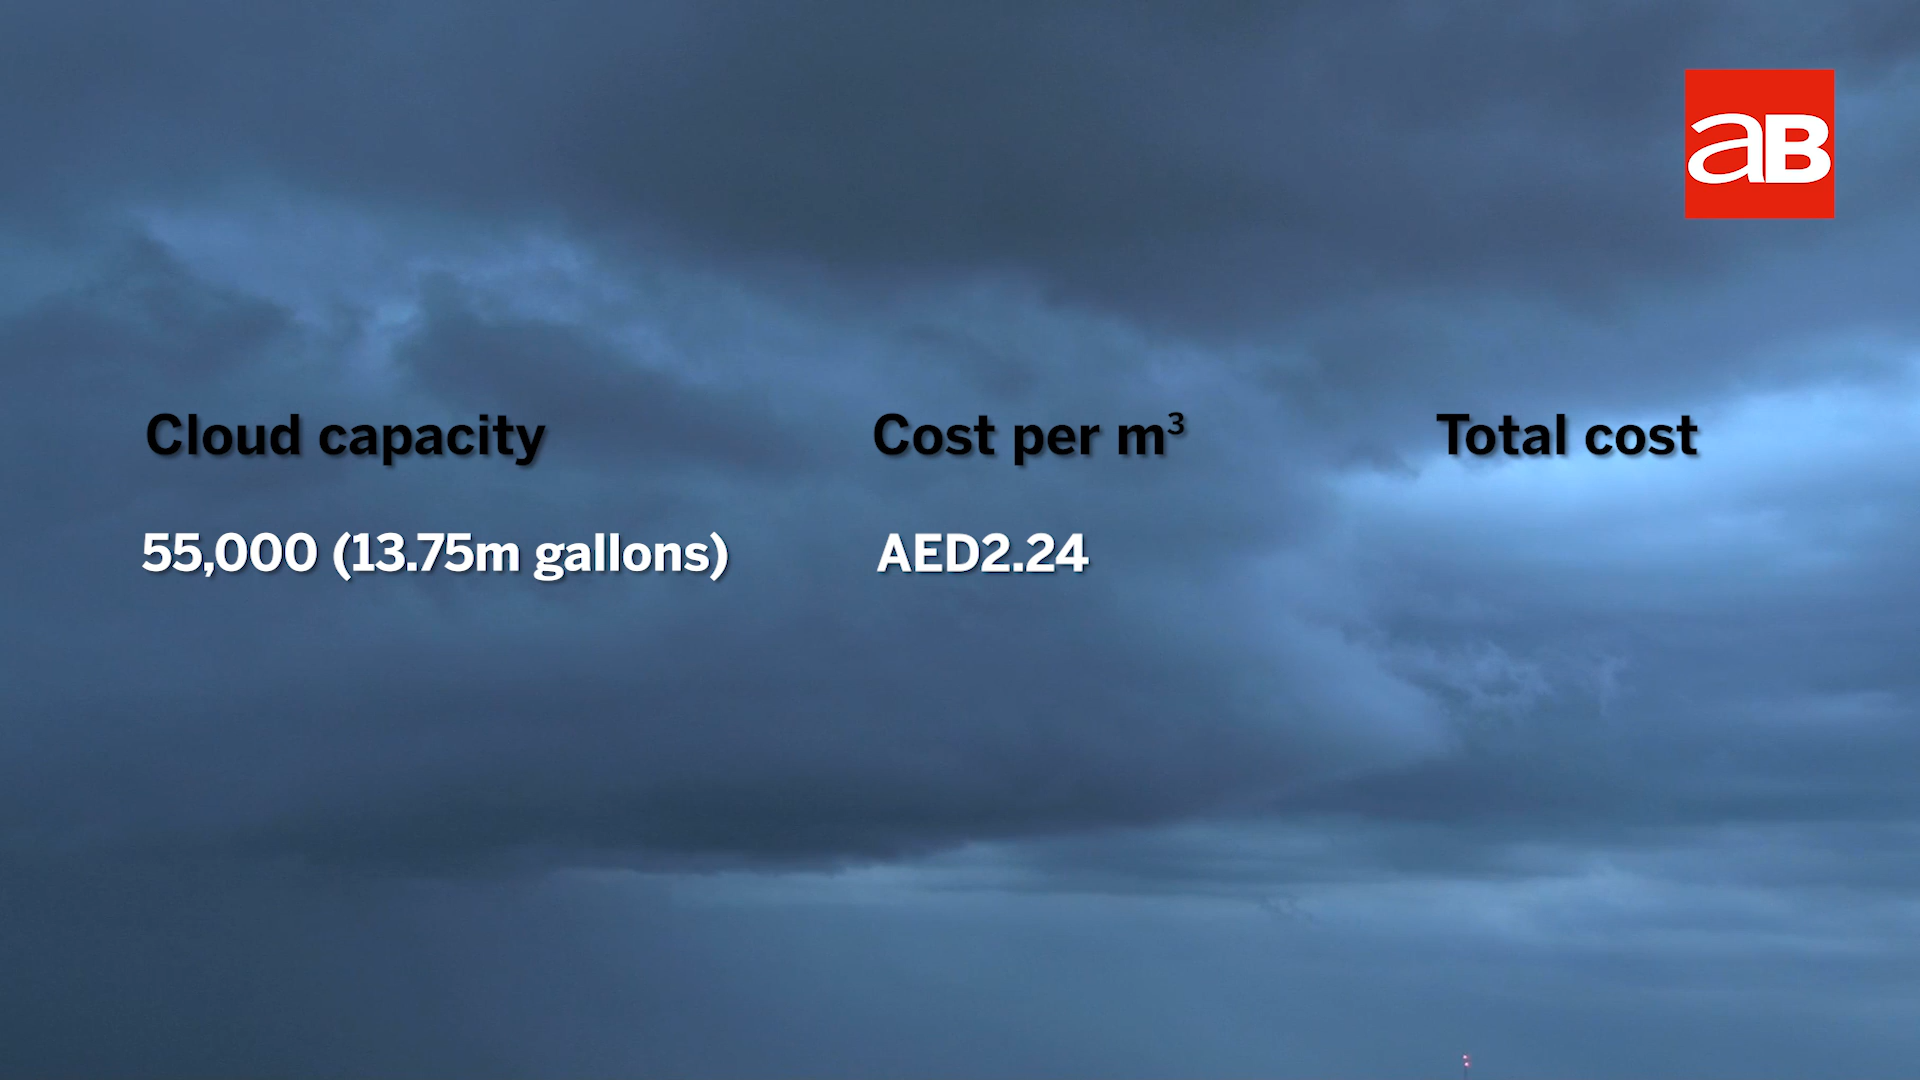 aB
Cloud capacity Cost per m³ Total cost
55,000 (13.75m gallons) AED2.24